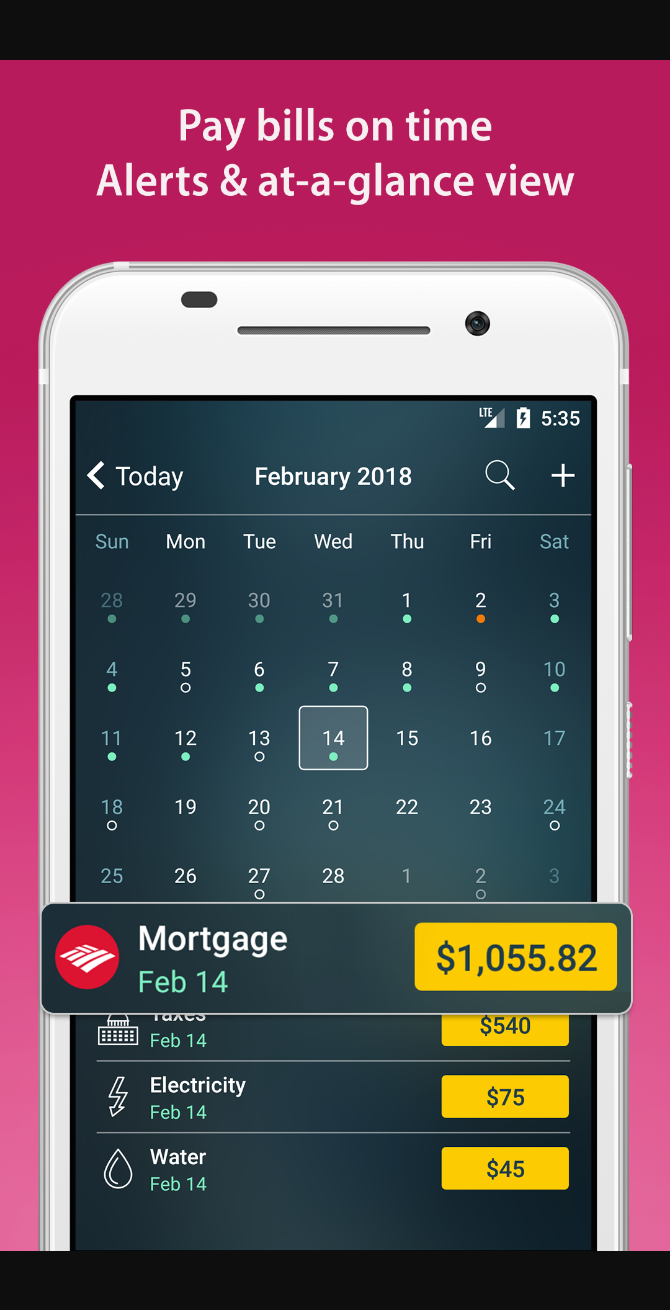 Pay bills on time
Alerts & at-a-glance view
LTE 5:35
Today February 2018
Sun Mon Tue Wed Thu Fri Sat
28 29 30 31 1 2 3
4 5 6 7 8 9 10
11 12 13 14 15 16 17
18 19 20 21 22 23 24
25 26 27 28 1 2 3
Mortgage $1,055.82
Feb 14
Taxes $540
Feb 14
Electricity $75
Feb 14
Water $45
Feb 14